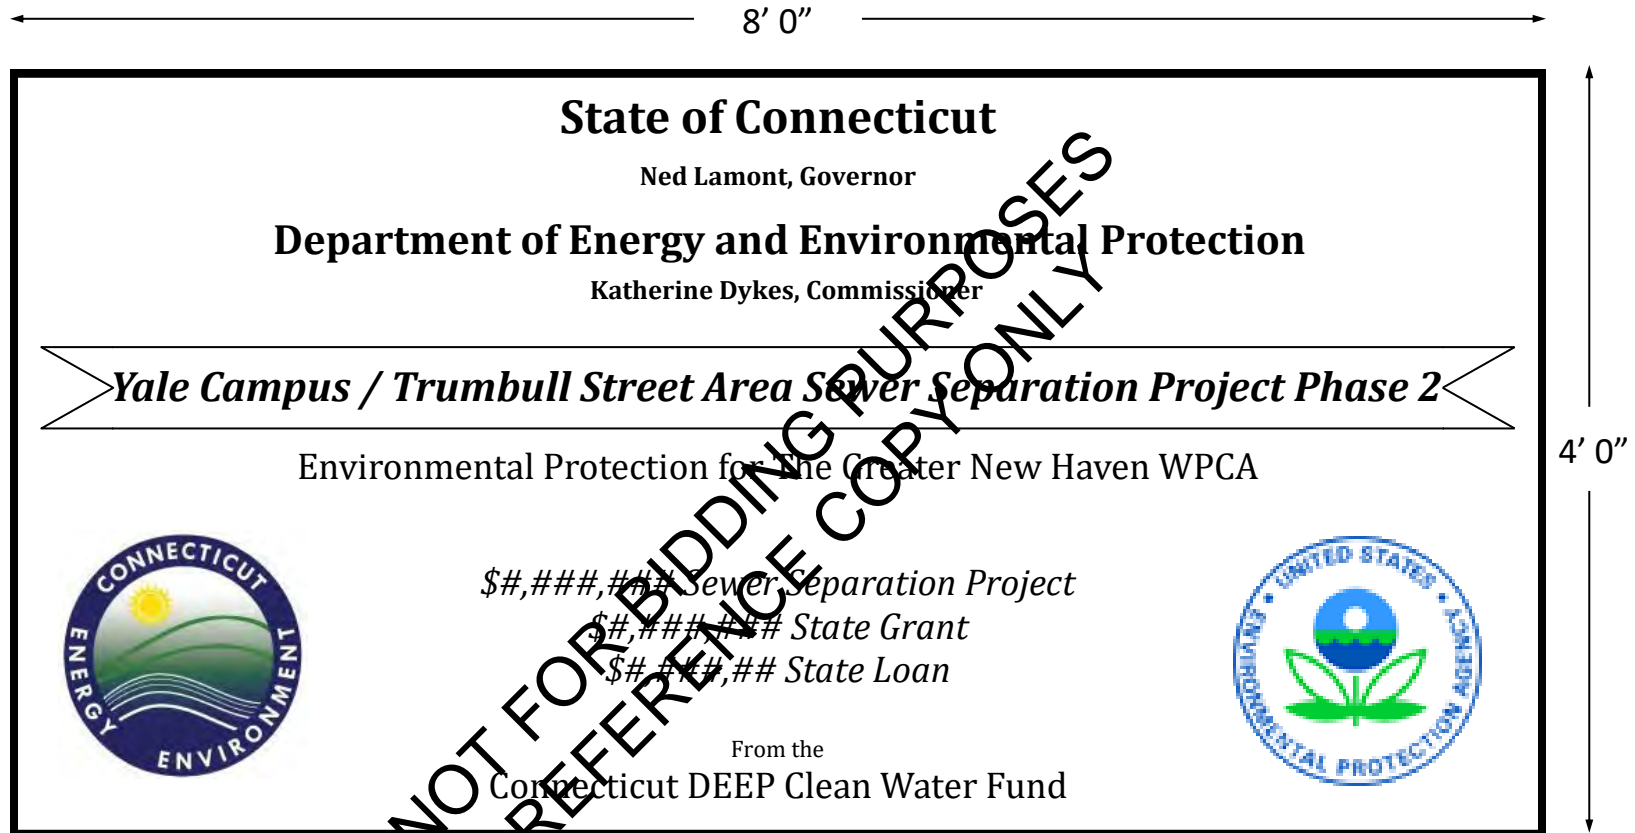 8’ 0”
State of Connecticut
Ned Lamont, Governor
Department of Energy and Environmental Protection
Katherine Dykes, Commissioner
Yale Campus / Trumbull Street Area Sewer Separation Project Phase 2
Environmental Protection for The Greater New Haven WPCA
4’ 0”
CONNECTICUT
ENERGY
ENVIRONMENT
$#,###,### Sewer Separation Project
$#,###,### State Grant
$#,###,## State Loan
UNITED STATES
ENVIRONMENTAL PROTECTION AGENCY
From the
Connecticut DEEP Clean Water Fund
NOT FOR BIDDING PURPOSES
REFERENCE COPY ONLY